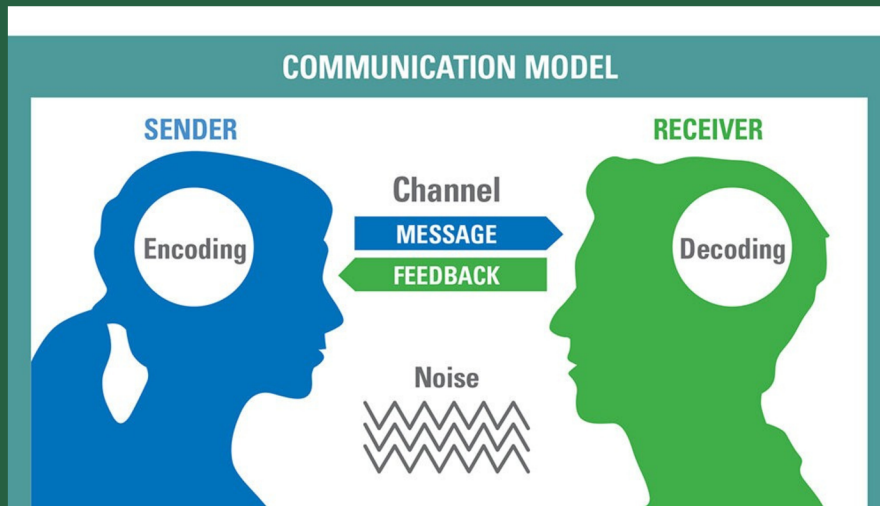 COMMUNICATION MODEL
SENDER
RECEIVER
Channel
Encoding
MESSAGE
Decoding
FEEDBACK
Noise